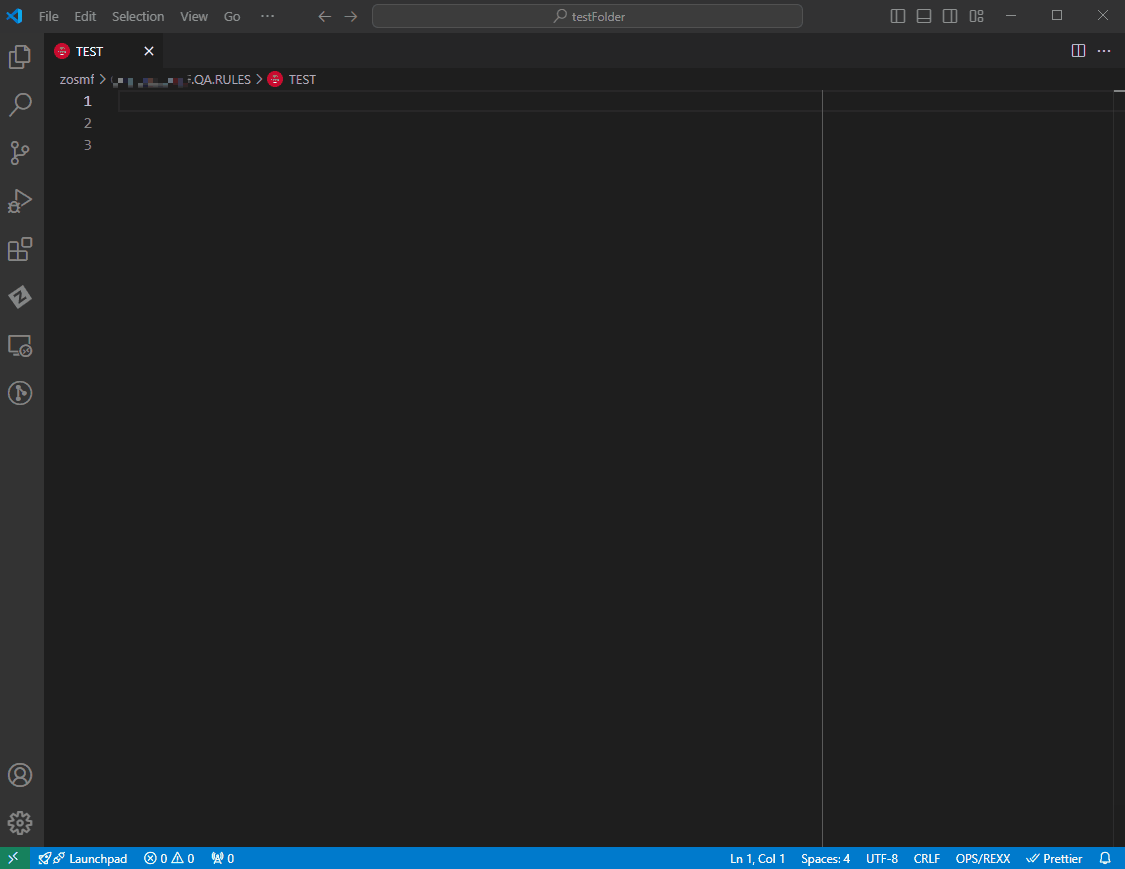 File Edit Selection View Go ··· testFolder
TEST
zosmf > .QA.RULES > TEST
1
2
3
Launchpad 0 0 0 Ln 1, Col 1 Spaces: 4 UTF-8 CRLF OPS/REXX Prettier